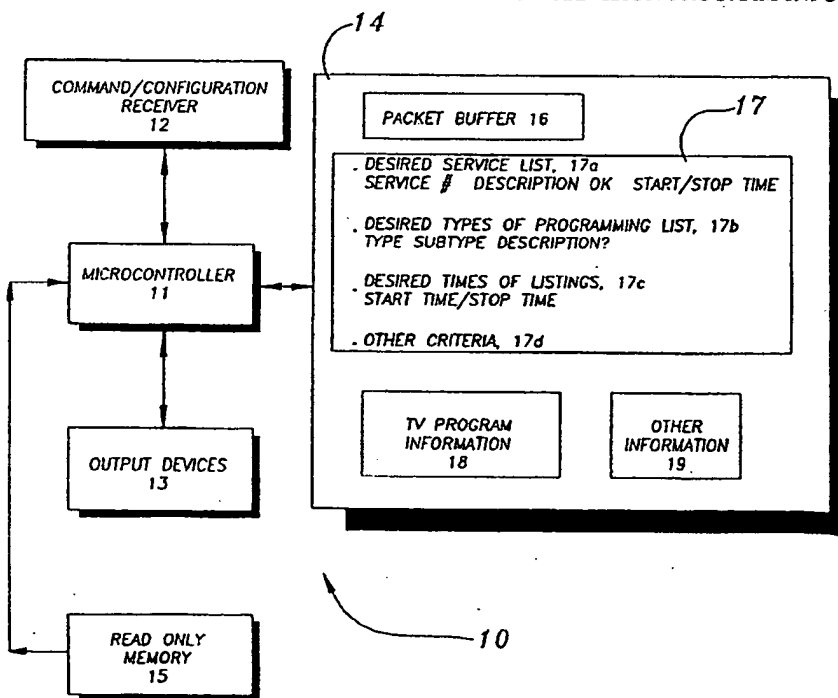 14
COMMAND/CONFIGURATION
RECEIVER
12
PACKET BUFFER 16
17
. DESIRED SERVICE LIST, 17a
SERVICE # DESCRIPTION OK START/STOP TIME
. DESIRED TYPES OF PROGRAMMING LIST, 17b
TYPE SUBTYPE DESCRIPTION?
MICROCONTROLLER
11
. DESIRED TIMES OF LISTINGS, 17c
START TIME/STOP TIME
. OTHER CRITERIA, 17d
OUTPUT DEVICES
13
TV PROGRAM
INFORMATION
18
OTHER
INFORMATION
19
READ ONLY
MEMORY
15
10